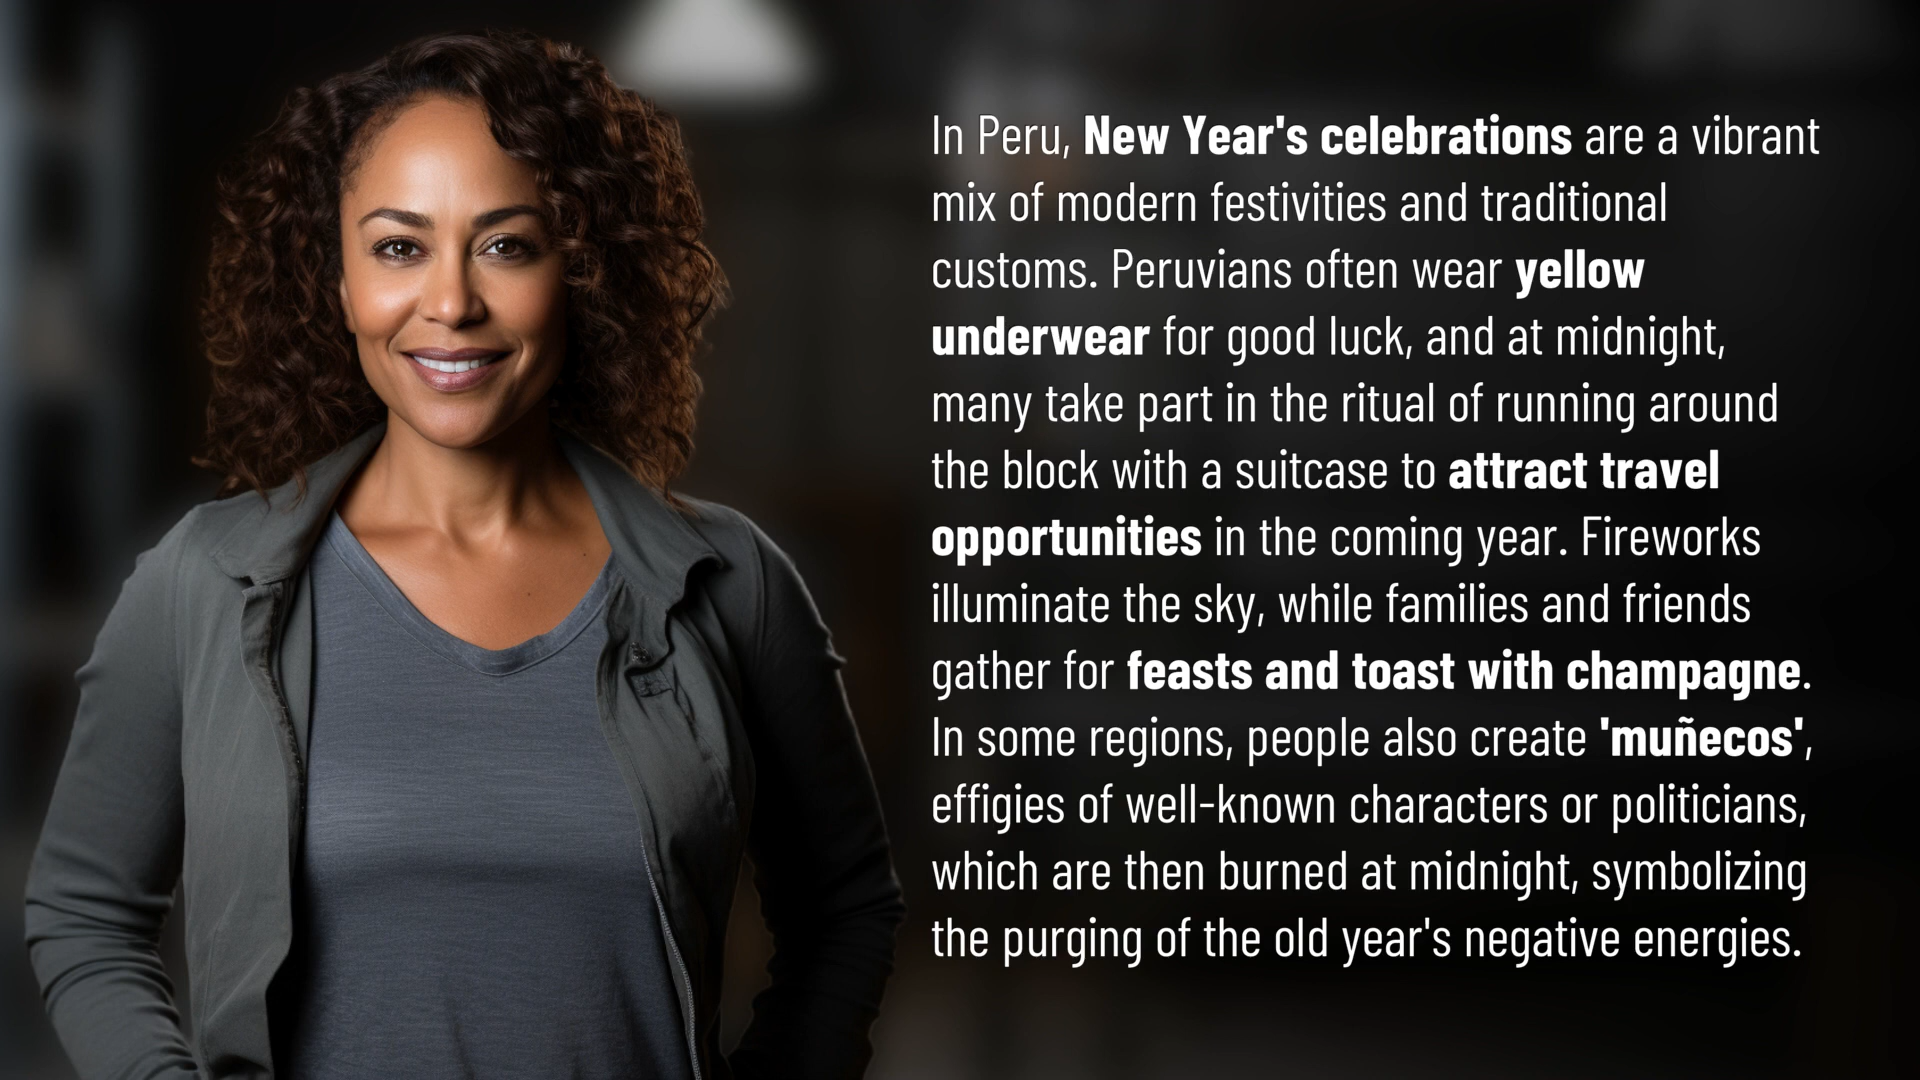 In Peru, New Year's celebrations are a vibrant
mix of modern festivities and traditional
customs. Peruvians often wear yellow
underwear for good luck, and at midnight,
many take part in the ritual of running around
the block with a suitcase to attract travel
opportunities in the coming year. Fireworks
illuminate the sky, while families and friends
gather for feasts and toast with champagne.
In some regions, people also create 'muñecos',
effigies of well-known characters or politicians,
which are then burned at midnight, symbolizing
the purging of the old year's negative energies.